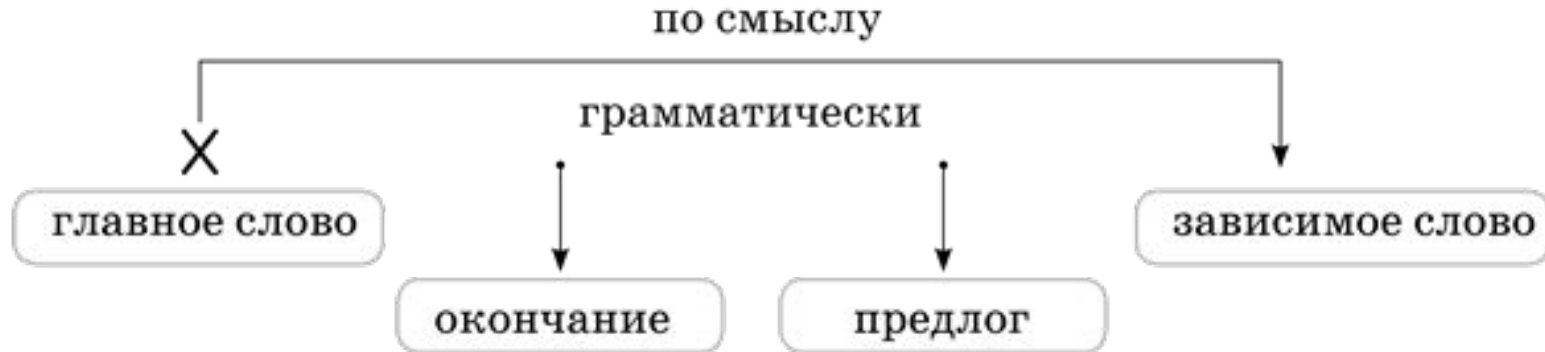 по смыслу
грамматически
X
главное слово
зависимое слово
окончание
предлог